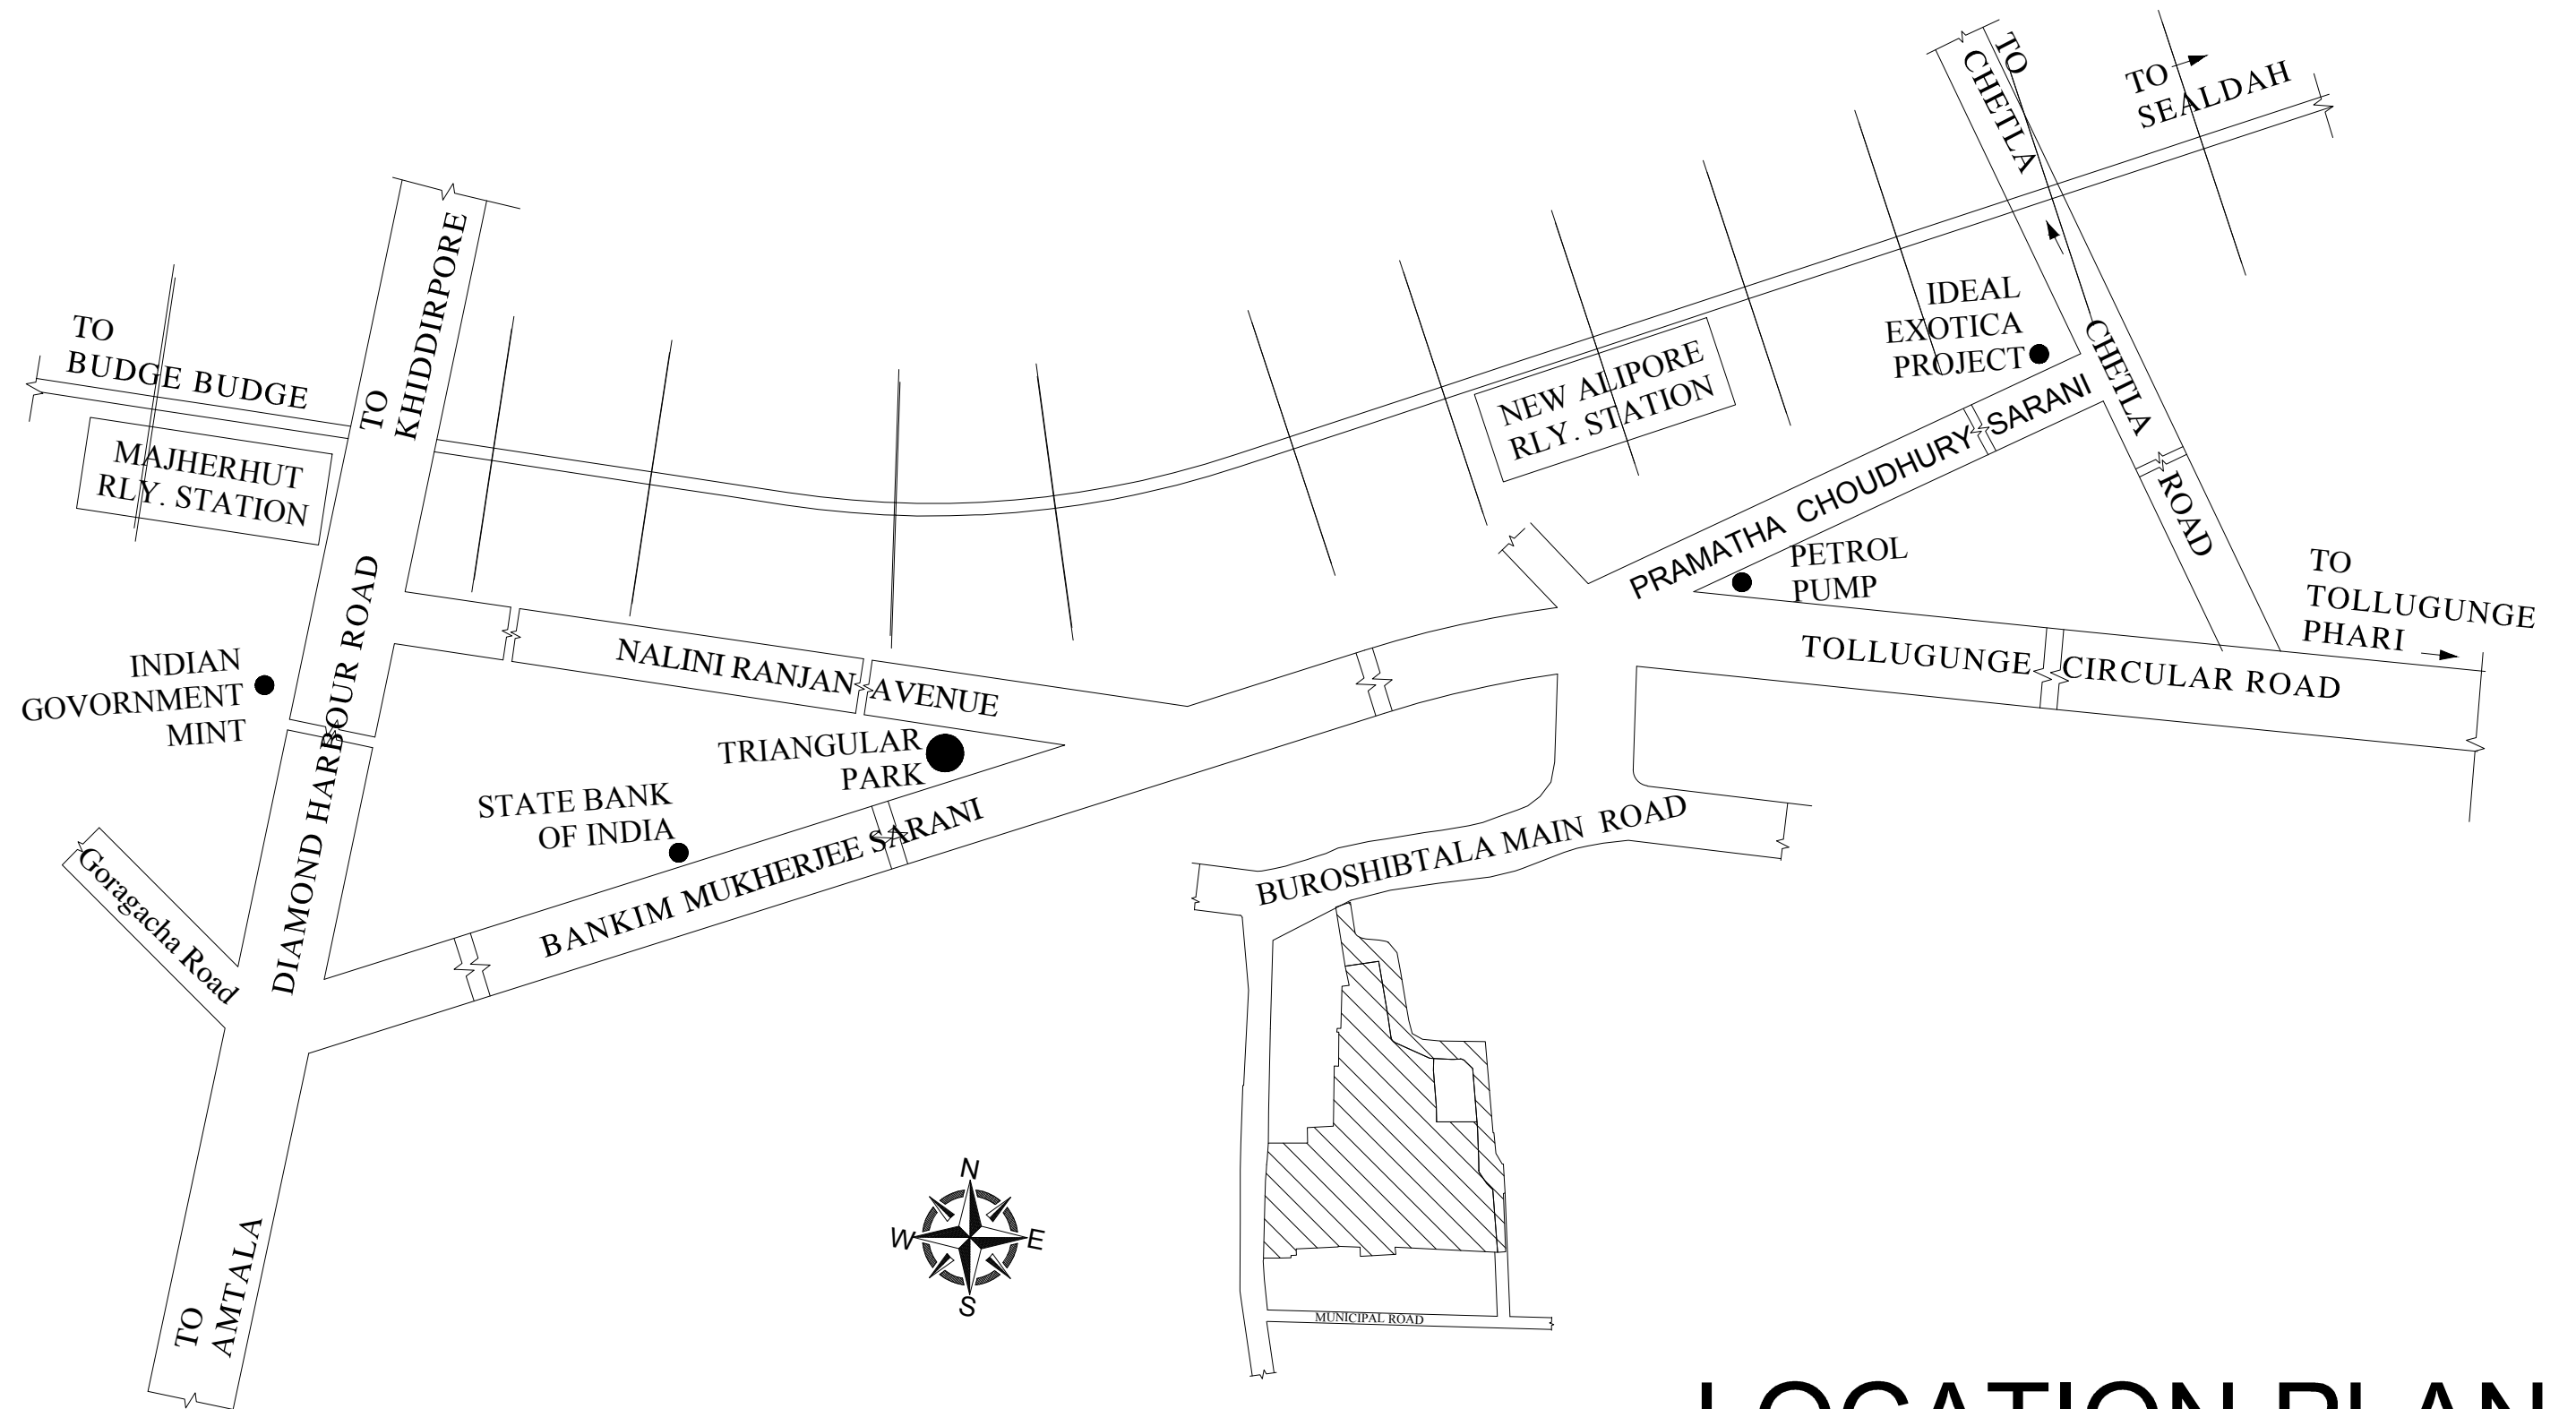 TO
CHETLA
TO
SEALDAH
TO
KHIDDIRPORE
TO
BUDGE BUDGE
MAJHERHUT
RLY. STATION
NEW ALIPORE
RLY. STATION
IDEAL
EXOTICA
PROJECT
CHETLA ROAD
PRAMATHA CHOUDHURY SARANI
PETROL
PUMP
TO
TOLLUGUNGE
PHARI
TOLLUGUNGE CIRCULAR ROAD
INDIAN
GOVORNMENT
MINT
DIAMOND HARBOUR ROAD
NALINI RANJAN AVENUE
TRIANGULAR
PARK
STATE BANK
OF INDIA
BANKIM MUKHERJEE SARANI
BUROSHIBTALA MAIN ROAD
Goragacha Road
N
W E
S
TO
AMTALA
MUNICIPAL ROAD
LOCATION PLAN